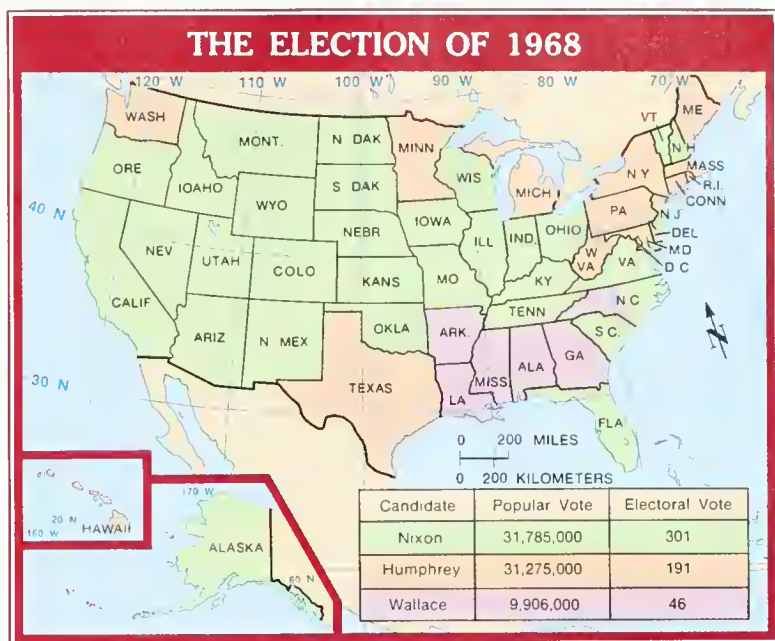 THE ELECTION OF 1968
120 W
110 W
100 W
90 W
80 W
70 W
WASH
MONT.
N DAK
MINN
VT
ME
N H
ORE
IOAHO
S DAK
WIS
MICH
N Y
MASS
R.I.
CONN
40 N
WYO
IOWA
PA
N J
NEBR
ILL
IND.
OHIO
DEL
NEV
UTAH
COLO
W VA
VA
M D
D C
CALIF
KANS
MO
KY
N C
ARIZ
N MEX
OKLA
ARK.
TENN
S C.
30 N
TEXAS
LA
MISS
ALA
GA
FLA
0 200 MILES
0 200 KILOMETERS
170 W
20 N
160 W
HAWAII
ALASKA
60 N
Candidate Popular Vote Electoral Vote
Nixon 31,785,000 301
Humphrey 31,275,000 191
Wallace 9,906,000 46
N